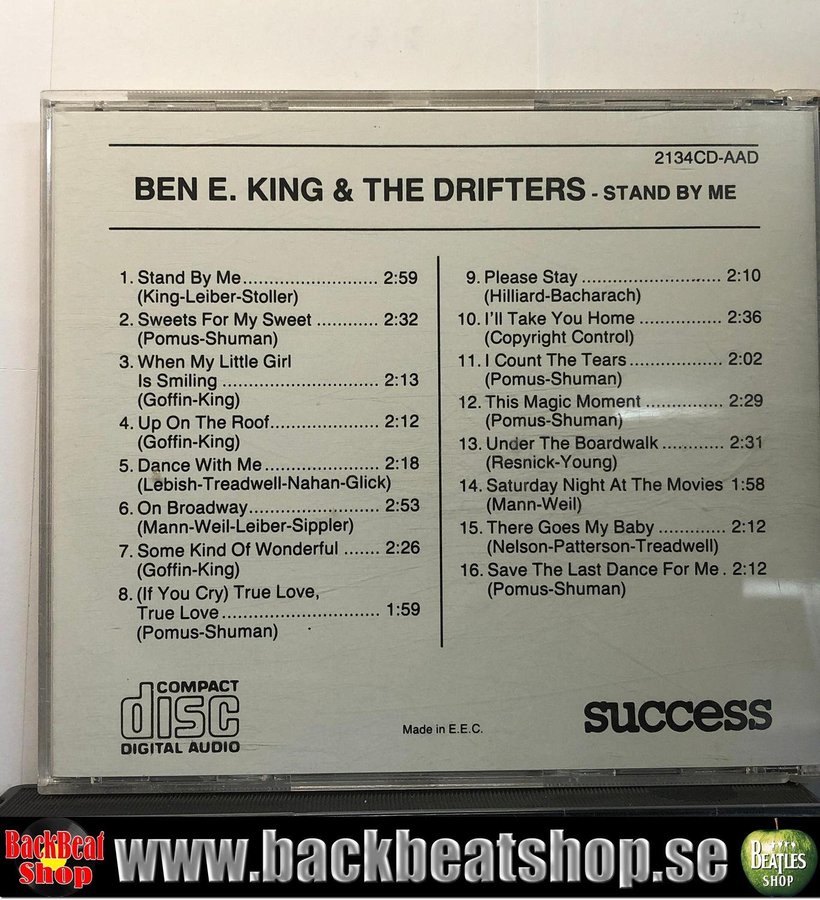 2134CD-AAD
BEN E. KING & THE DRIFTERS - STAND BY ME
1. Stand By Me........................ 2:59
(King-Leiber-Stoller)
2. Sweets For My Sweet ........... 2:32
(Pomus-Shuman)
3. When My Little Girl
Is Smiling ............................ 2:13
(Goffin-King)
4. Up On The Roof................... 2:12
(Goffin-King)
5. Dance With Me.................... 2:18
(Lebish-Treadwell-Nahan-Glick)
6. On Broadway....................... 2:53
(Mann-Weil-Leiber-Sippler)
7. Some Kind Of Wonderful ...... 2:26
(Goffin-King)
8. (If You Cry) True Love,
True Love............................ 1:59
(Pomus-Shuman)
9. Please Stay ......................... 2:10
(Hilliard-Bacharach)
10. I'll Take You Home ............... 2:36
(Copyright Control)
11. I Count The Tears................. 2:02
(Pomus-Shuman)
12. This Magic Moment .............. 2:29
(Pomus-Shuman)
13. Under The Boardwalk ........... 2:31
(Resnick-Young)
14. Saturday Night At The Movies 1:58
(Mann-Weil)
15. There Goes My Baby ............ 2:12
(Nelson-Patterson-Treadwell)
16. Save The Last Dance For Me . 2:12
(Pomus-Shuman)
COMPACT
disc
DIGITAL AUDIO
Made in E.E.C.
success
BackBeat
Shop
www.backbeatshop.se
BEATLES
SHOP